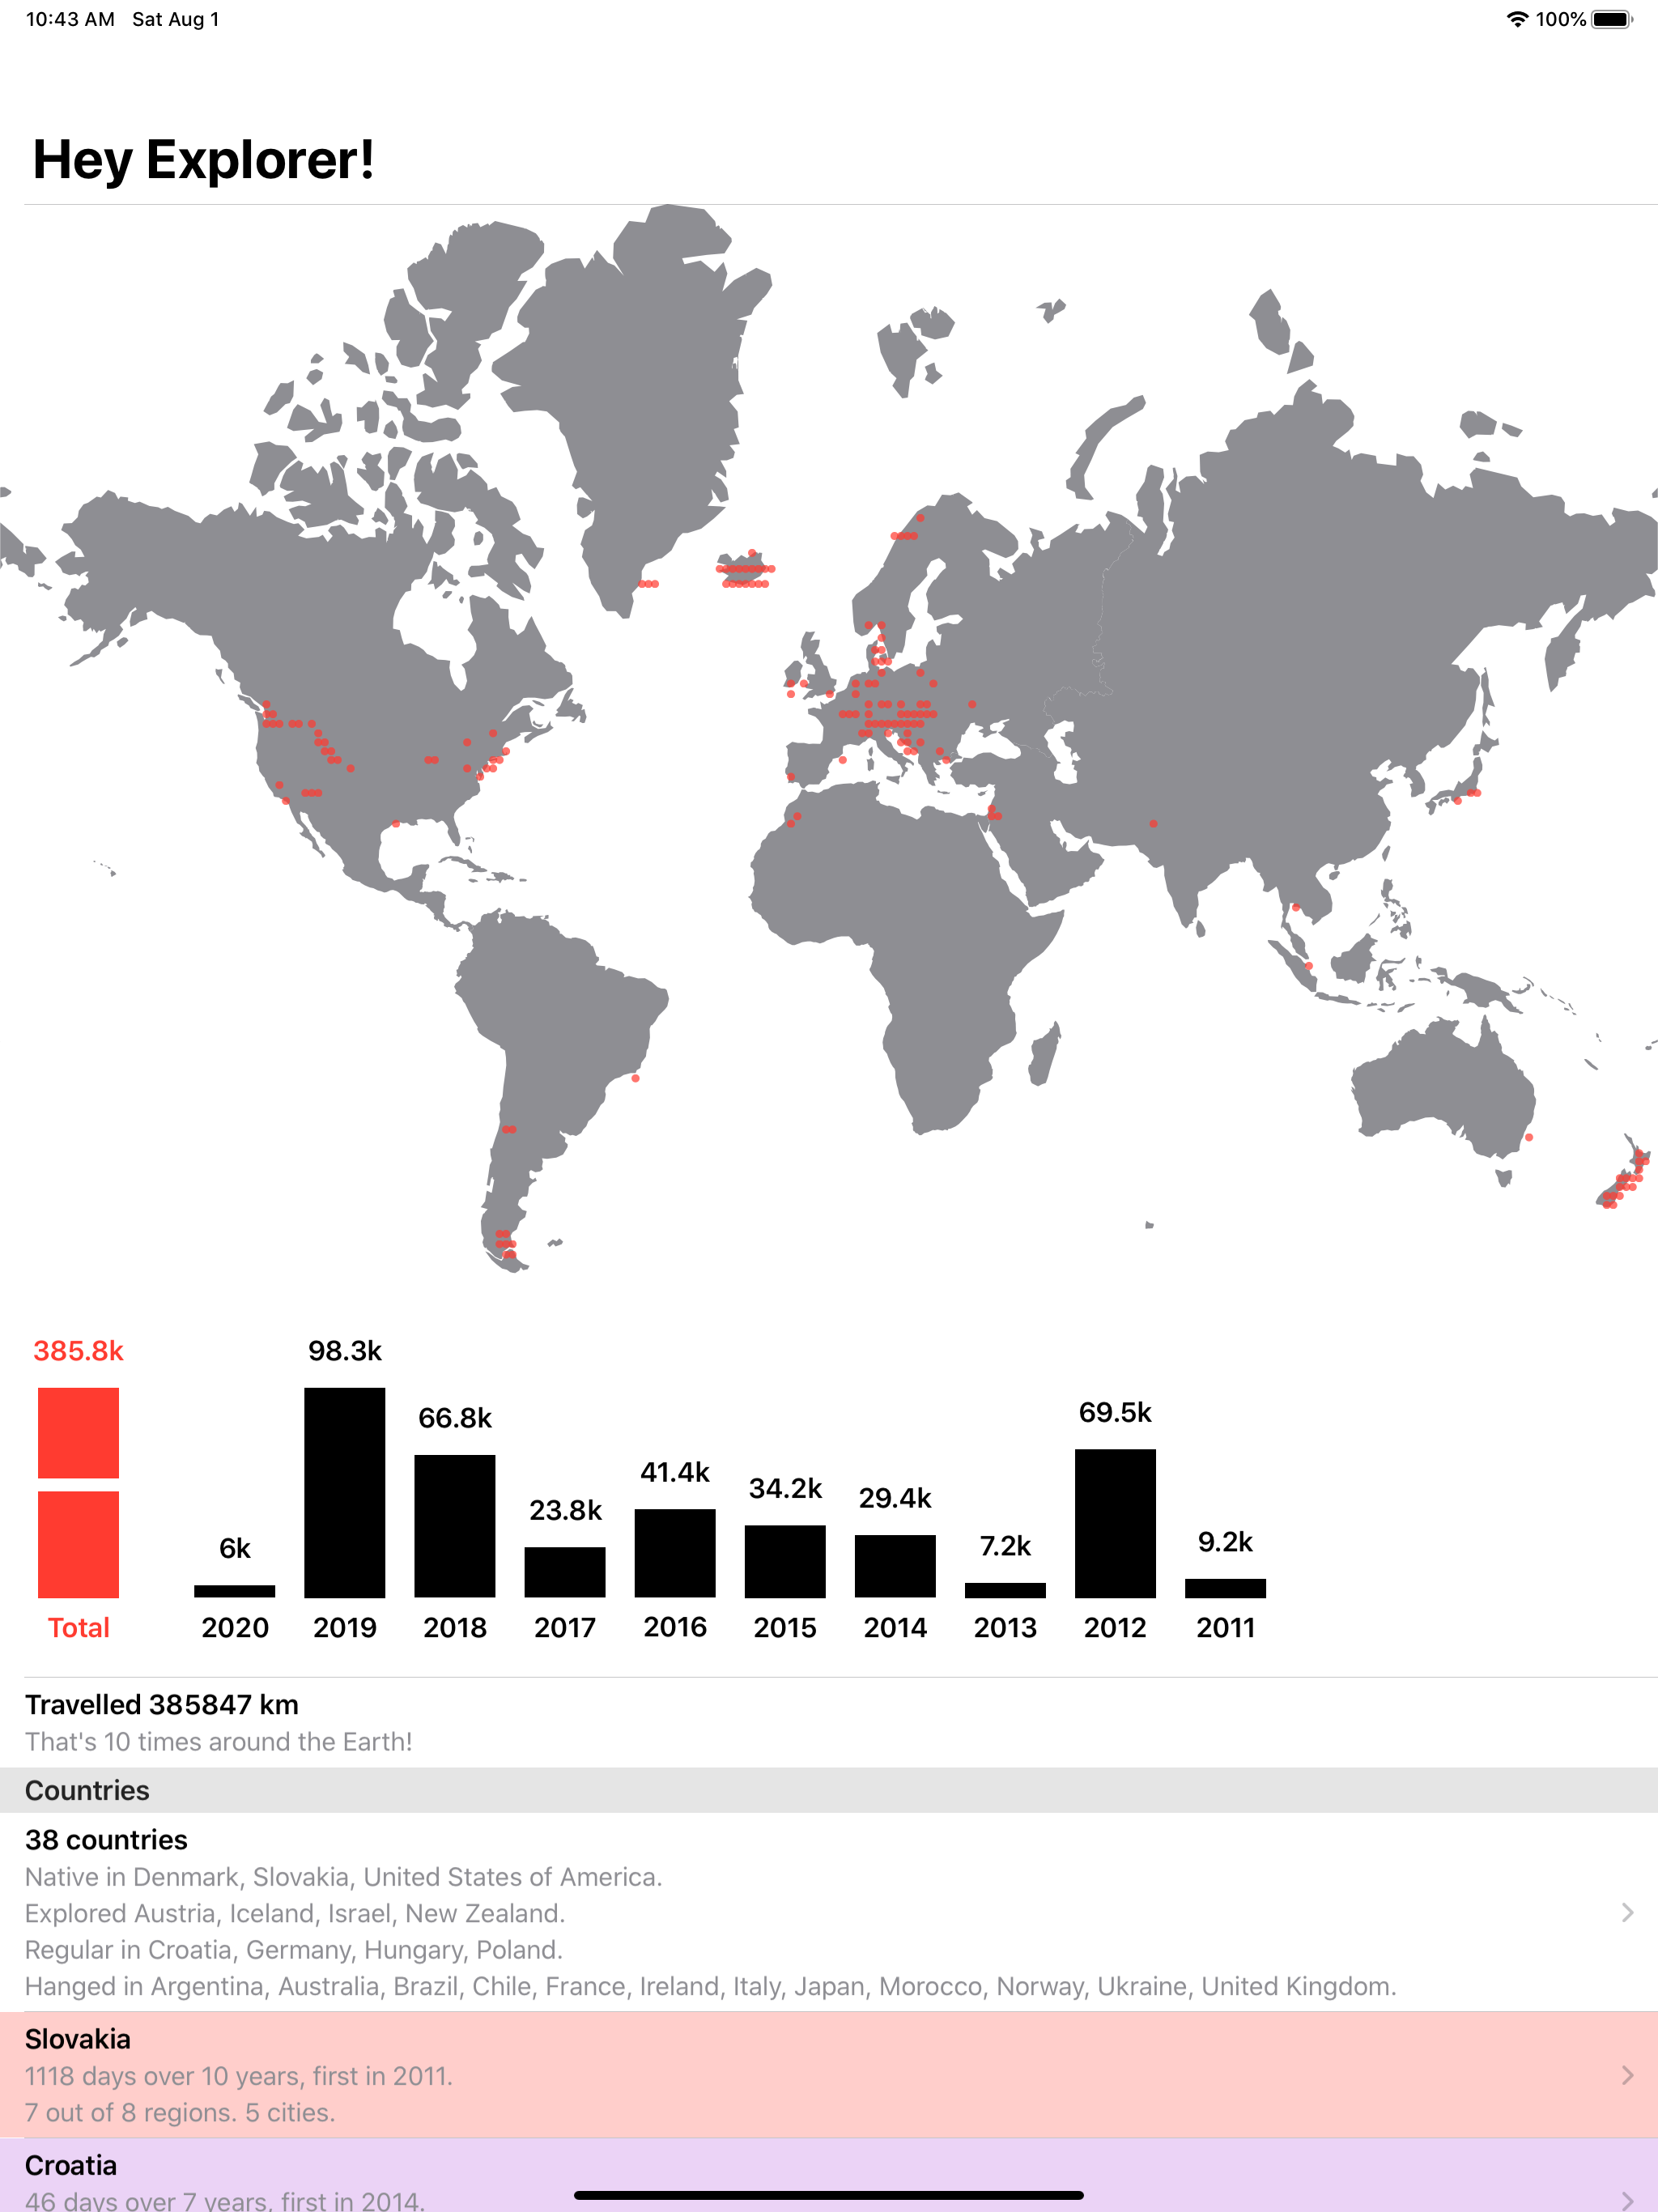 10:43 AM Sat Aug 1
100%
Hey Explorer!
385.8k
98.3k
66.8k
69.5k
41.4k
34.2k
29.4k
23.8k
6k
7.2k
9.2k
Total 2020 2019 2018 2017 2016 2015 2014 2013 2012 2011
Travelled 385847 km
That's 10 times around the Earth!
Countries
38 countries
Native in Denmark, Slovakia, United States of America.
Explored Austria, Iceland, Israel, New Zealand.
Regular in Croatia, Germany, Hungary, Poland.
Hanged in Argentina, Australia, Brazil, Chile, France, Ireland, Italy, Japan, Morocco, Norway, Ukraine, United Kingdom.
Slovakia
1118 days over 10 years, first in 2011.
7 out of 8 regions. 5 cities.
Croatia
46 days over 7 years, first in 2014.